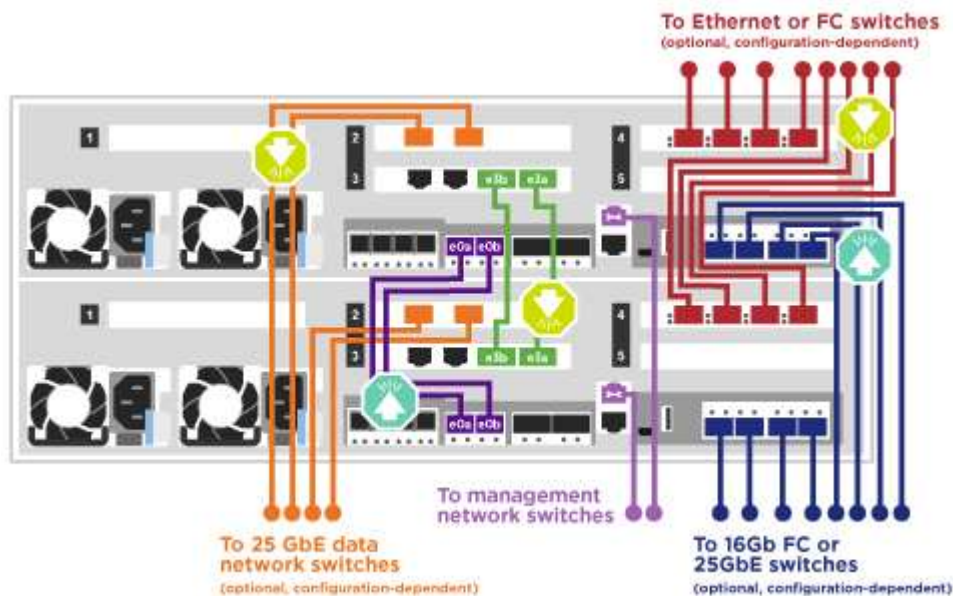 To Ethernet or FC switches
(optional, configuration-dependent)
1
2
4
3
e3b
e3a
5
e0a
e0b
1
2
4
3
e3b
e3a
5
e0a
e0b
To management
network switches
To 25 GbE data
network switches
(optional, configuration-dependent)
To 16Gb FC or
25GbE switches
(optional, configuration-dependent)